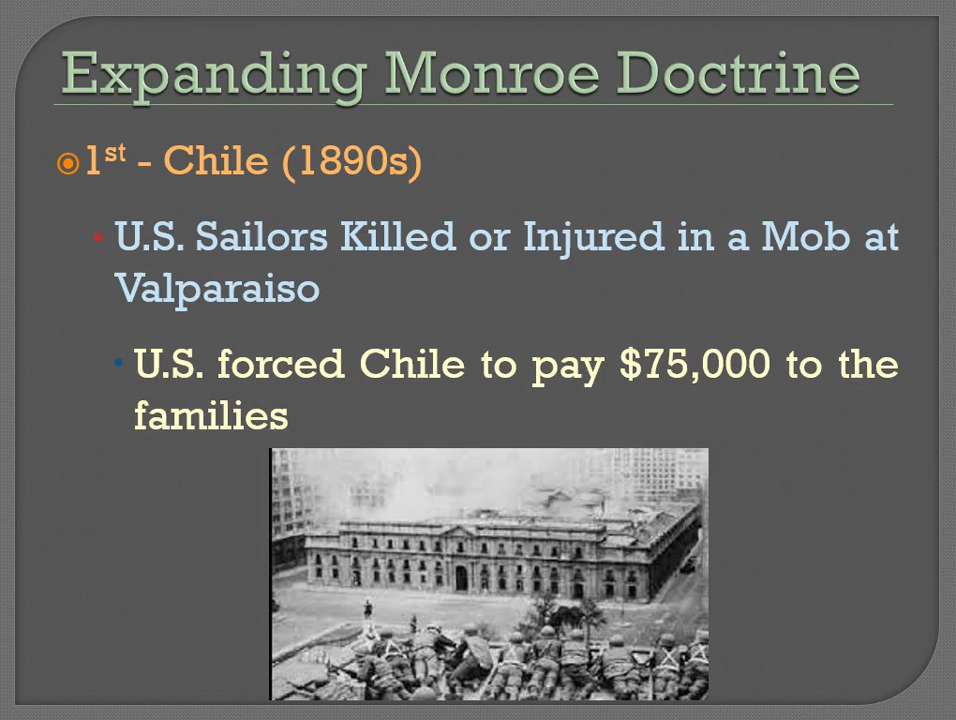 Expanding Monroe Doctrine
1st - Chile (1890s)
U.S. Sailors Killed or Injured in a Mob at
Valparaiso
U.S. forced Chile to pay $75,000 to the
families